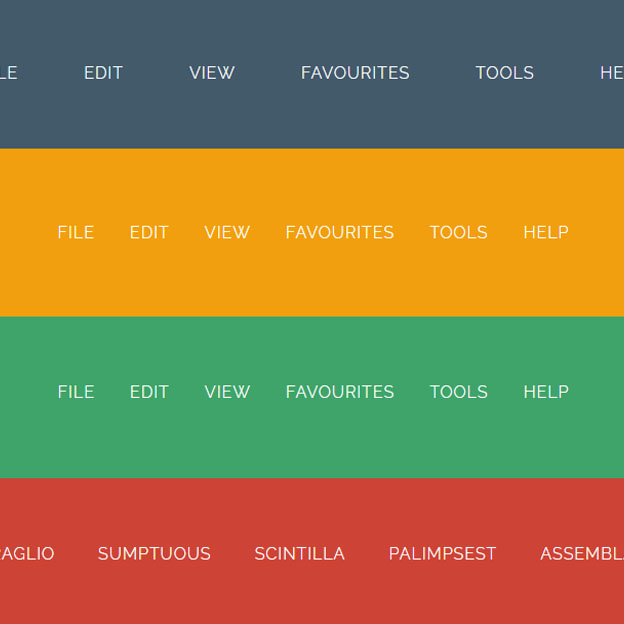 LE EDIT VIEW FAVOURITES TOOLS HE
FILE EDIT VIEW FAVOURITES TOOLS HELP
FILE EDIT VIEW FAVOURITES TOOLS HELP
AGLIO SUMPTUOUS SCINTILLA PALIMPSEST ASSEMBL